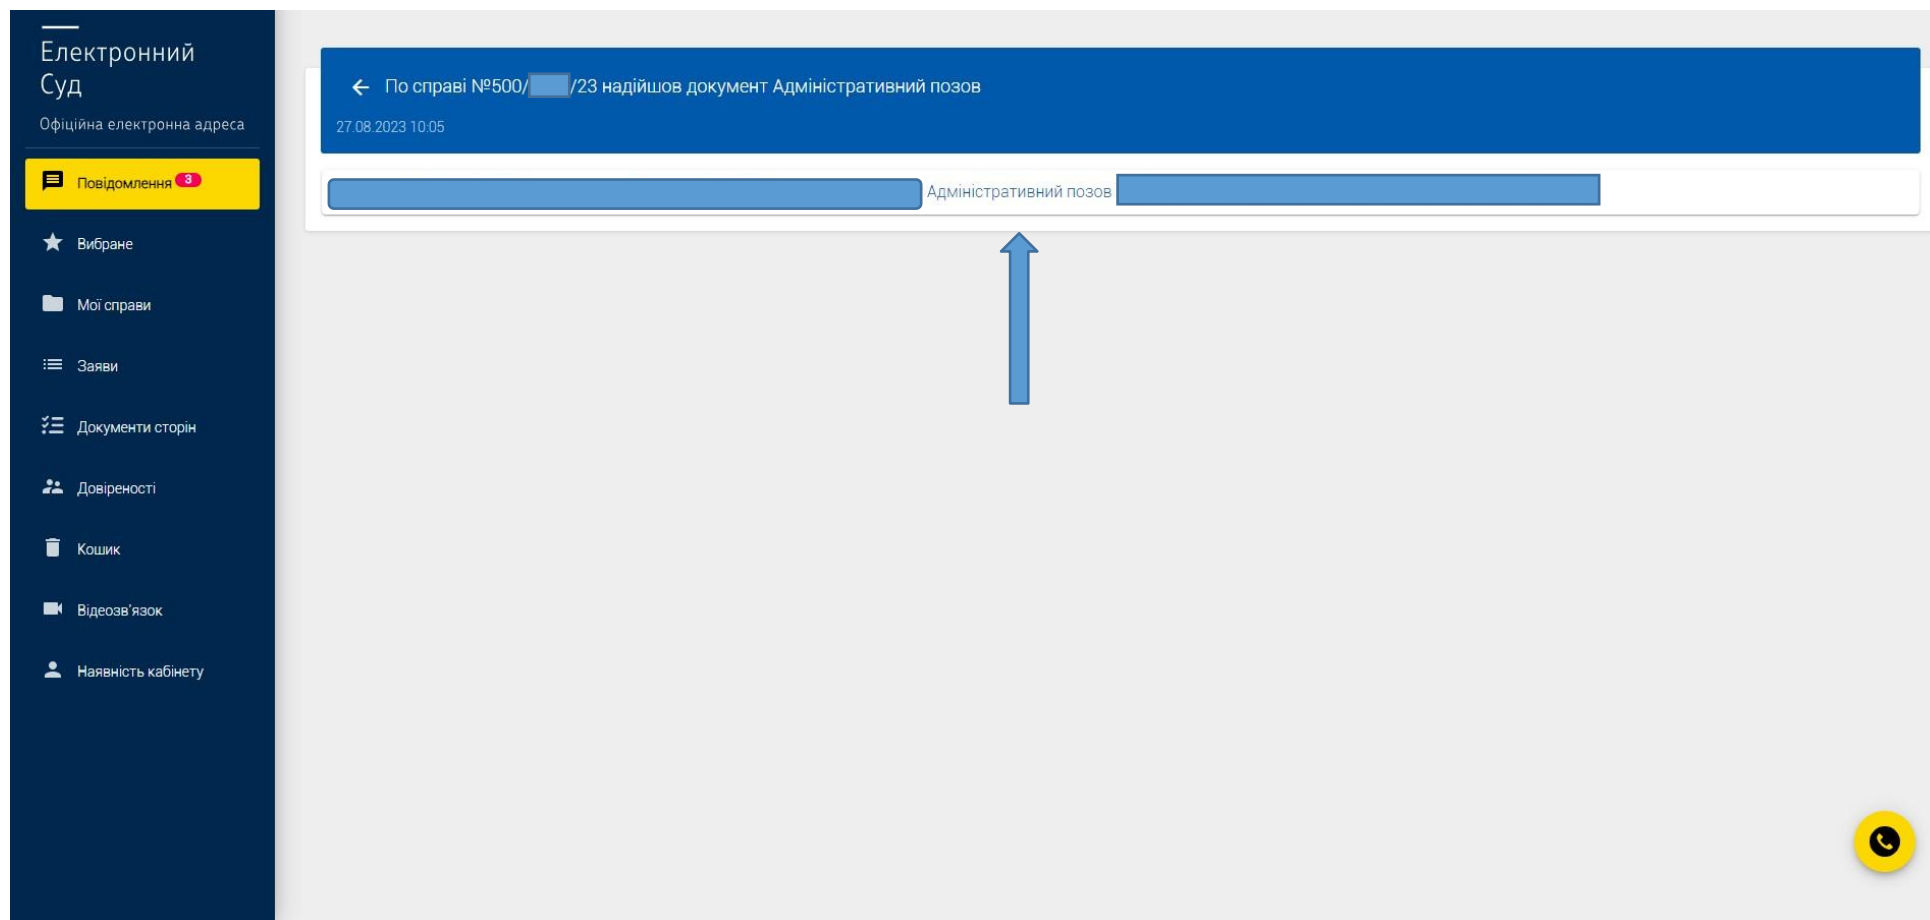 Електронний
Суд
Офіційна електронна адреса
Повідомлення 3
Вибране
Мої справи
Заяви
Документи сторін
Довіреності
Кошик
Відеозв'язок
Наявність кабінету
По справі №500/ /23 надійшов документ Адміністративний позов
27.08.2023 10:05
Адміністративний позов